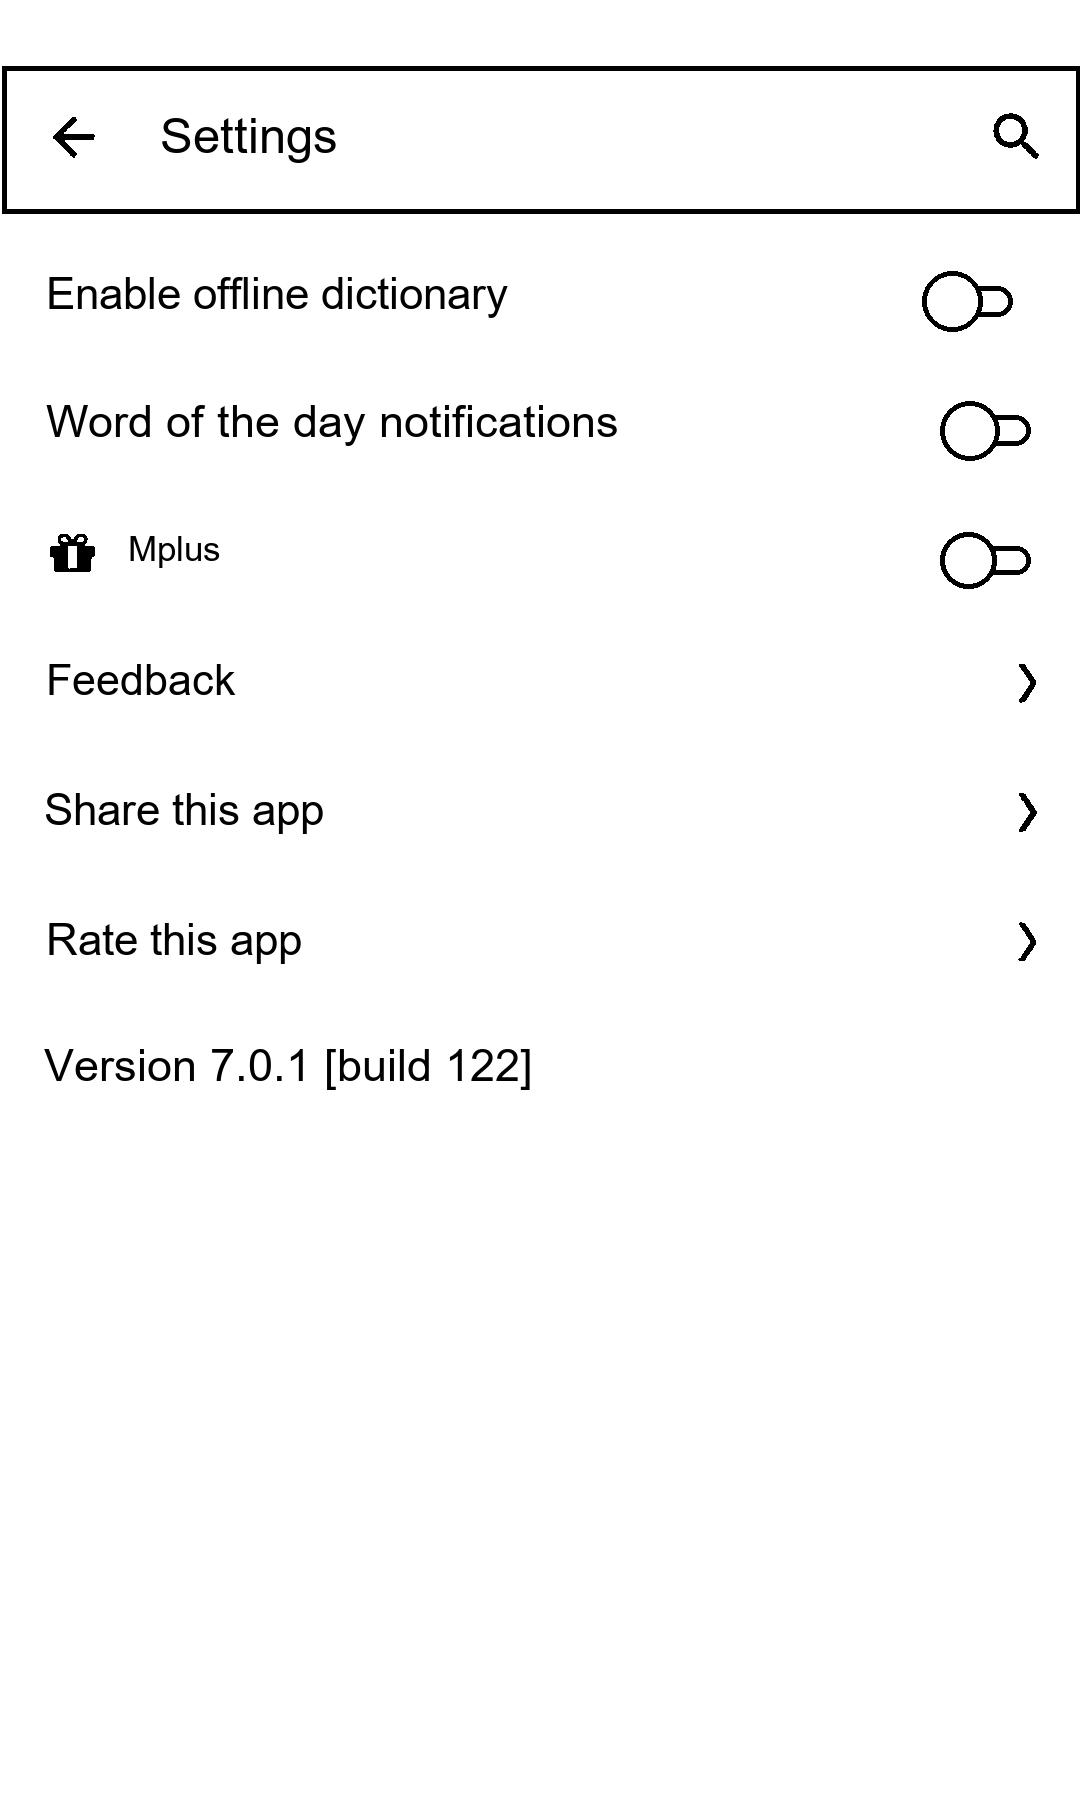 Settings
Enable offline dictionary
Word of the day notifications
Mplus
Feedback
Share this app
Rate this app
Version 7.0.1 [build 122]